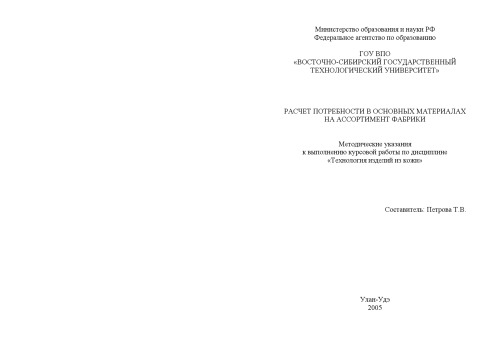 Министерство образования и науки РФ
Федеральное агентство по образованию
ГОУ ВПО
«ВОСТОЧНО-СИБИРСКИЙ ГОСУДАРСТВЕННЫЙ
ТЕХНОЛОГИЧЕСКИЙ УНИВЕРСИТЕТ»
РАСЧЕТ ПОТРЕБНОСТИ В ОСНОВНЫХ МАТЕРИАЛАХ
НА АССОРТИМЕНТ ФАБРИКИ
Методические указания
к выполнению курсовой работы по дисциплине
«Технология изделий из кожи»
Составитель: Петрова Т.В.
Улан-Удэ
2005